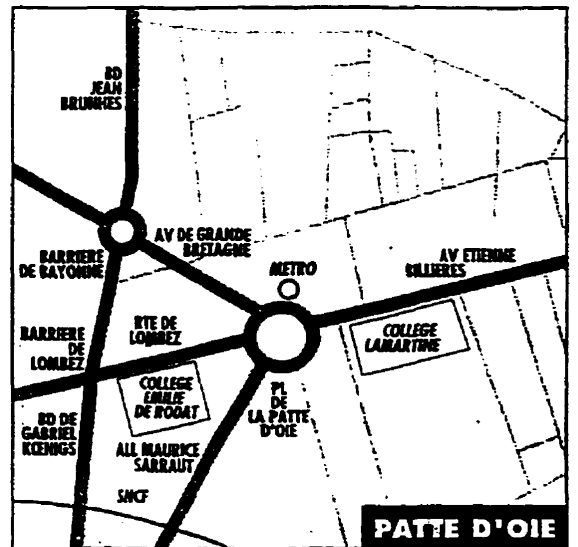 BD
JEAN
BRUNHES
AV DE GRANDE
BRETAGNE
BARRIERE
DE BAYONNE
METRO
AV ETIENNE
BILLIERES
BARRIERE
DE
LOMBEZ
RTE DE
LOMBEZ
COLLEGE
LAMARTINE
COLLEGE
EMILIE
DE RODAT
PL
DE
LA PATTE
D'OIE
BD DE
GABRIEL
KŒNIGS
ALL MAURICE
SARRAUT
SNCF
PATTE D'OIE